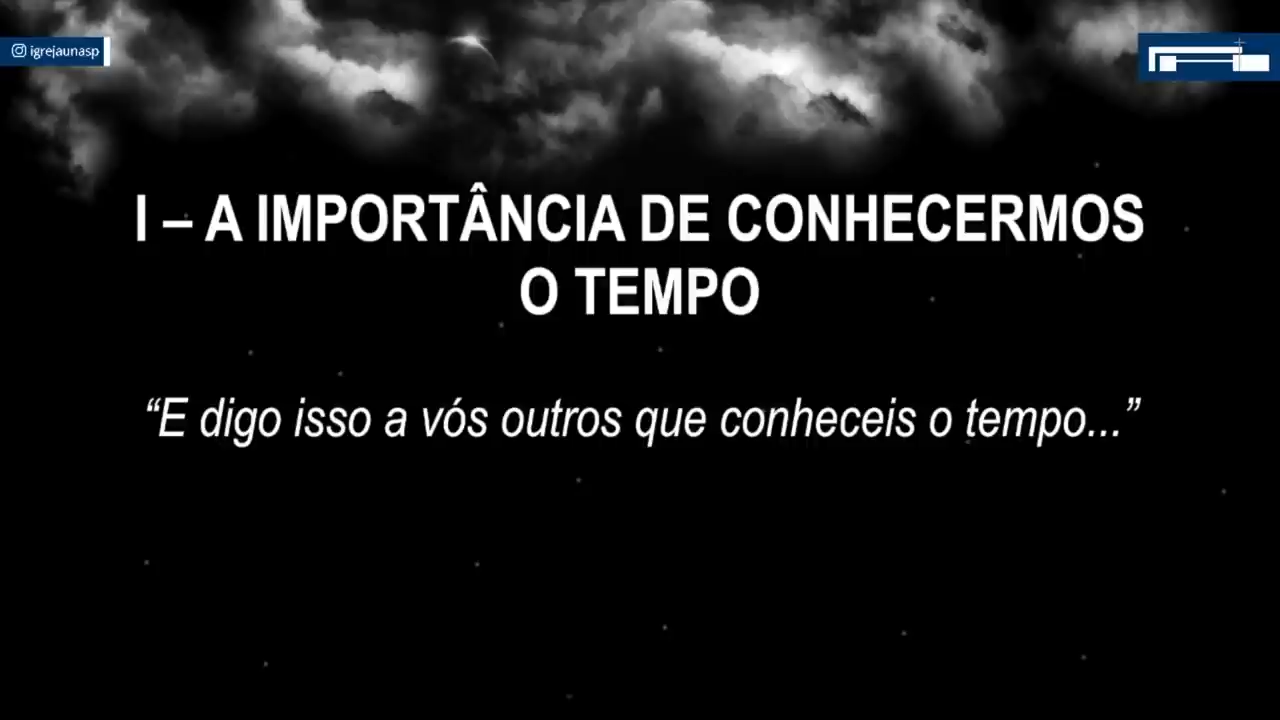 igrejaunasp
I – A IMPORTÂNCIA DE CONHECERMOS
O TEMPO
“E digo isso a vós outros que conheceis o tempo...”